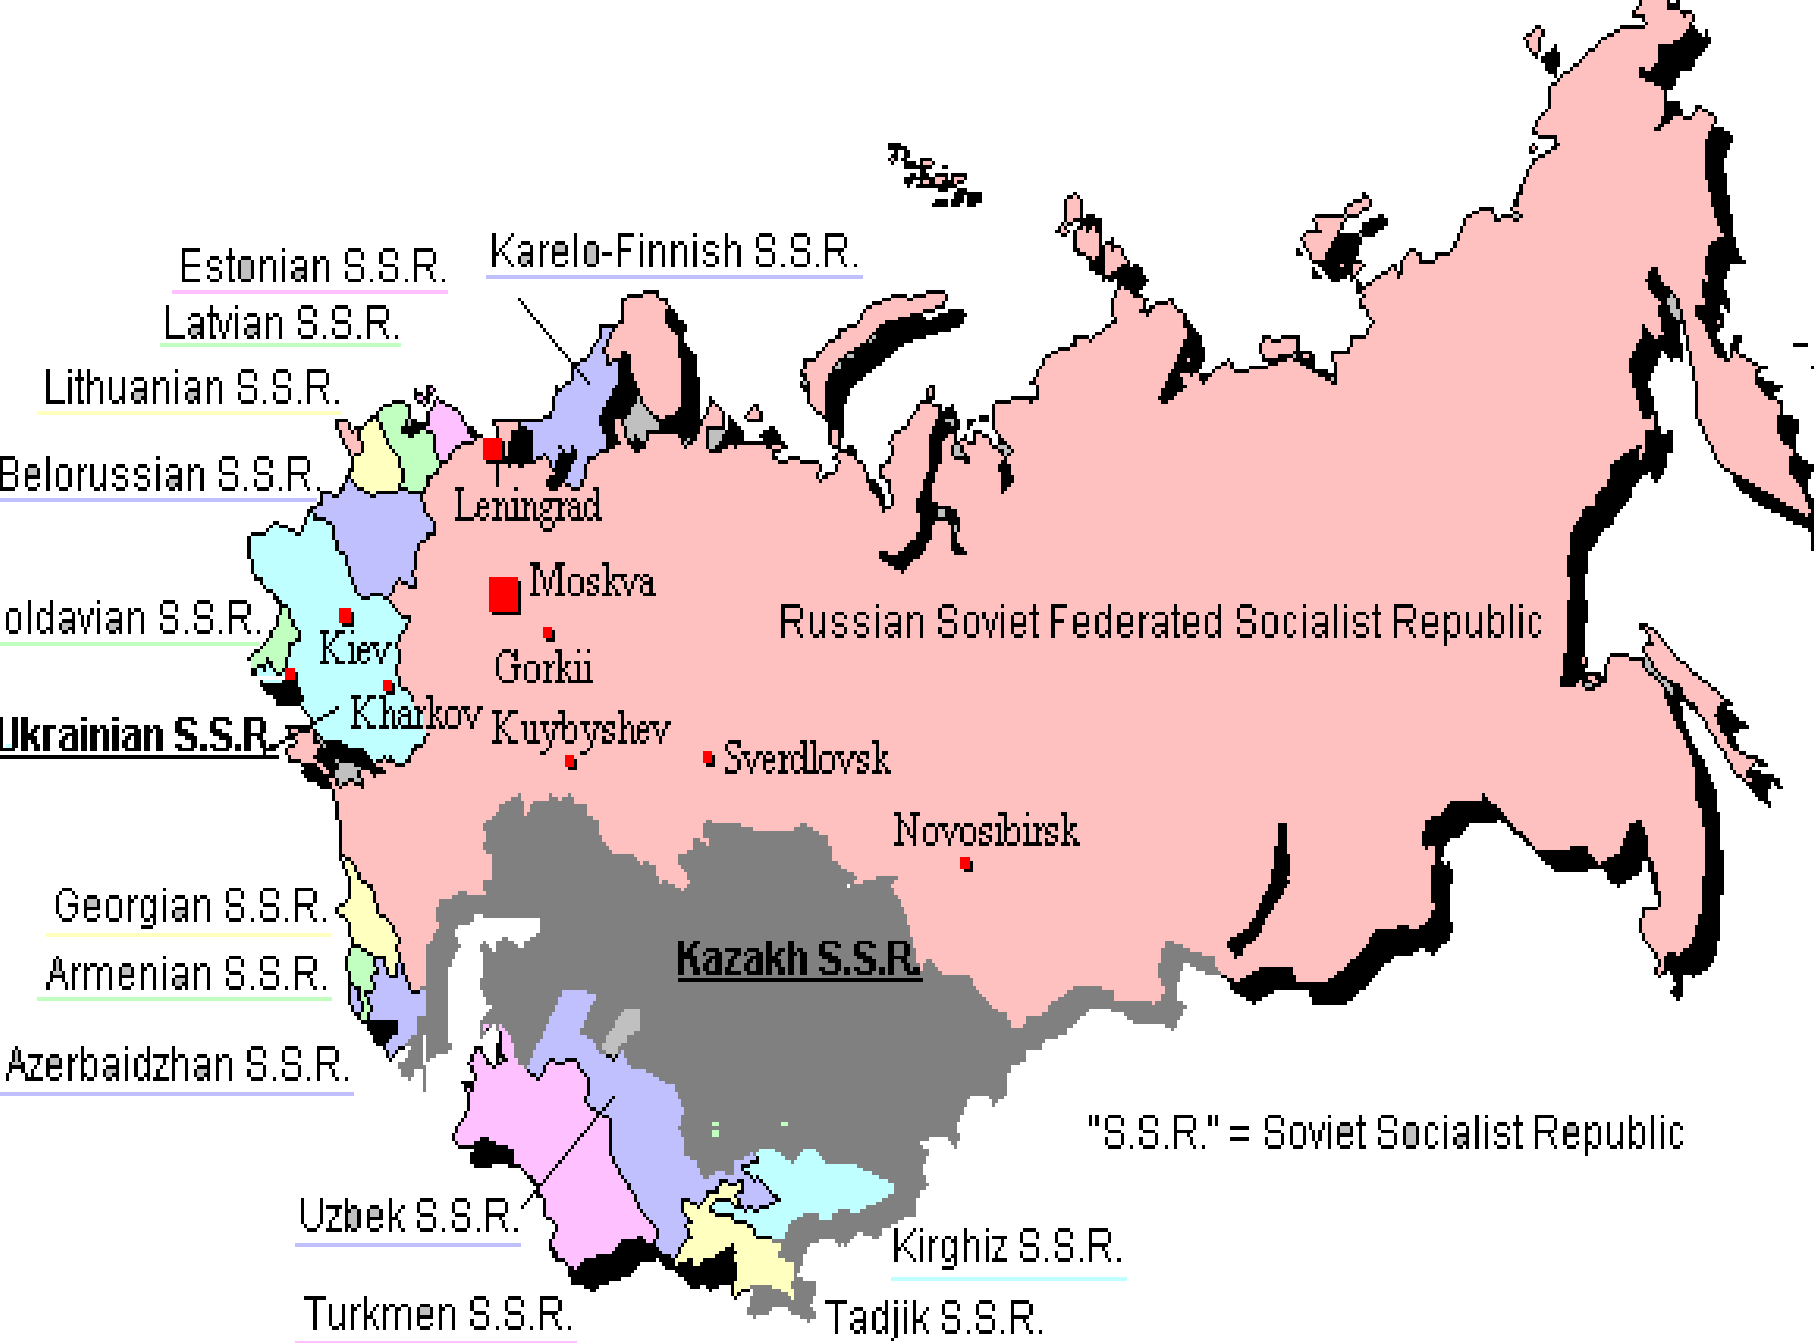 Karelo-Finnish S.S.R.
Estonian S.S.R.
Latvian S.S.R.
Lithuanian S.S.R.
Belorussian S.S.R.
Leningrad
Moskva
oldavian S.S.R.
Russian Soviet Federated Socialist Republic
Kiev
Gorkii
Kharkov
Kuybyshev
Ukrainian S.S.R.
Sverdlovsk
Novosibirsk
Georgian S.S.R.
Kazakh S.S.R.
Armenian S.S.R.
Azerbaidzhan S.S.R.
"S.S.R." = Soviet Socialist Republic
Uzbek S.S.R.
Kirghiz S.S.R.
Turkmen S.S.R.
Tadjik S.S.R.